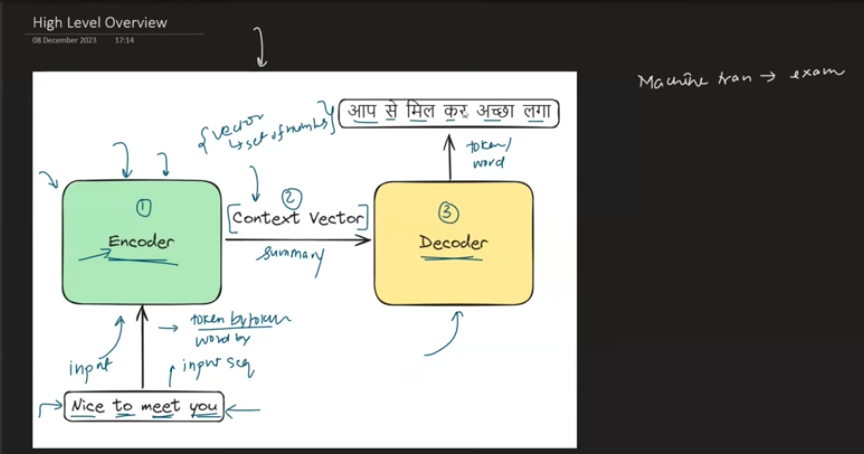 High Level Overview
08 December 2023 17:14
Machine tran → exam
{vector
↳ set of numbers}
आप से मिल कर अच्छा लगा
token/
word
①
Encoder
②
[Context Vector]
summary
③
Decoder
input
→ token by token
word by
input seq
Nice to meet you